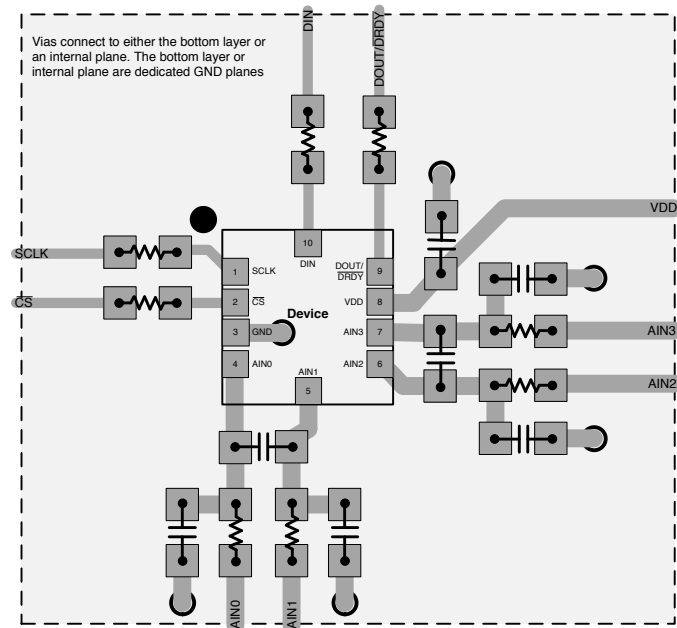 Vias connect to either the bottom layer or
an internal plane. The bottom layer or
internal plane are dedicated GND planes
DIN
DOUT/DRDY
VDD
SCLK
CS
AIN3
AIN2
AIN0
AIN1
10
DIN
1
SCLK
2
CS
3
GND
4
AIN0
Device
DOUT/
DRDY
9
VDD
8
AIN3
7
AIN2
6
AIN1
5